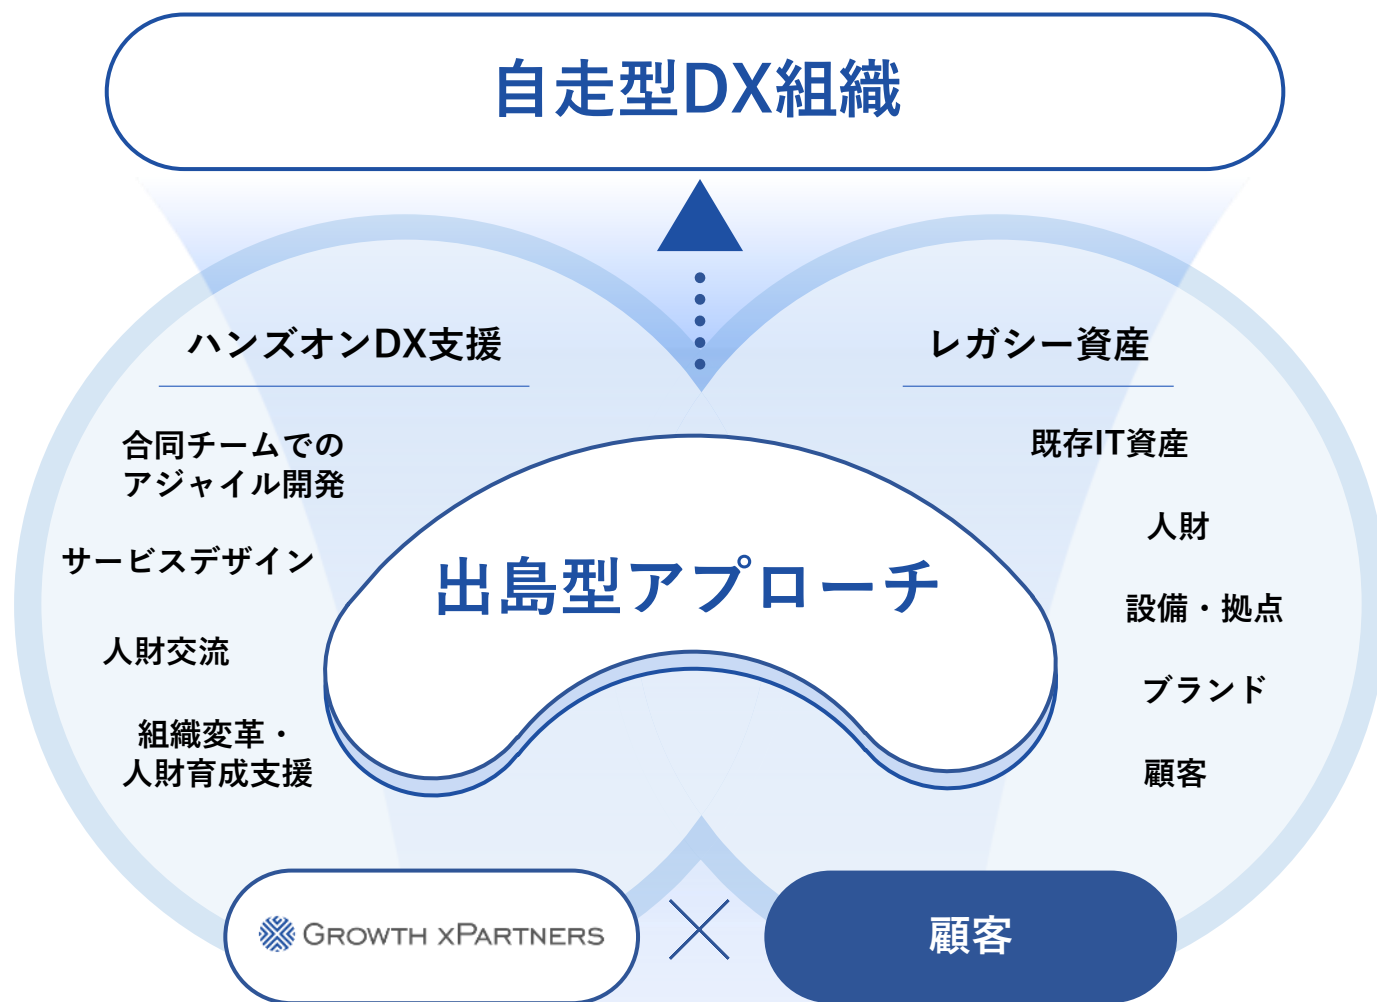 自走型DX組織
ハンズオンDX支援
合同チームでの
アジャイル開発
サービスデザイン
人財交流
組織変革・
人財育成支援
レガシー資産
既存IT資産
人財
設備・拠点
ブランド
顧客
出島型アプローチ
GROWTH XPARTNERS
顧客